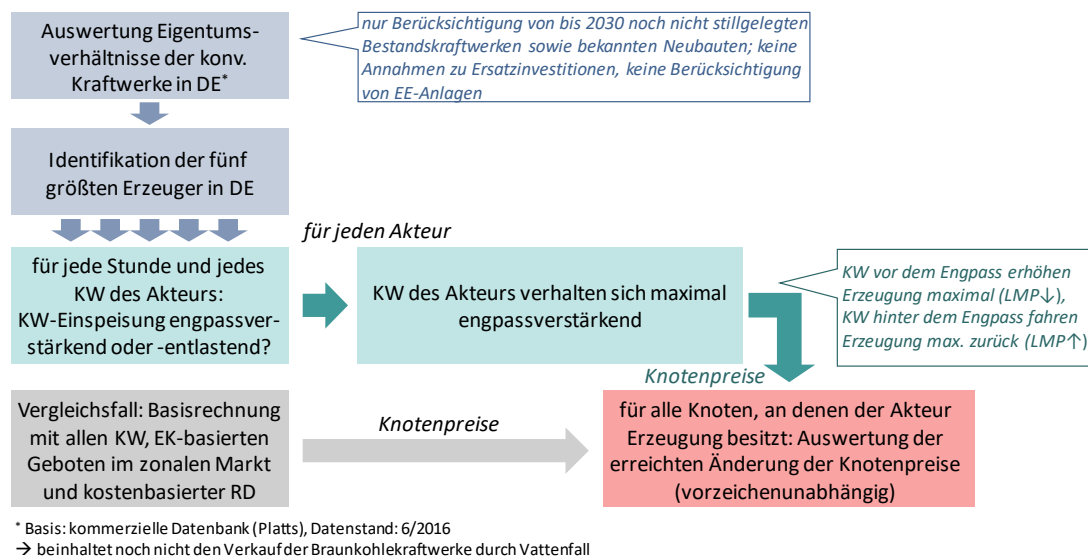 Auswertung Eigentums-
verhältnisse der konv.
Kraftwerke in DE*
nur Berücksichtigung von bis 2030 noch nicht stillgelegten
Bestandskraftwerken sowie bekannten Neubauten; keine
Annahmen zu Ersatzinvestitionen, keine Berücksichtigung
von EE-Anlagen
Identifikation der fünf
größten Erzeuger in DE
für jeden Akteur
für jede Stunde und jedes
KW des Akteurs:
KW-Einspeisung engpassver-
stärkend oder -entlastend?
KW des Akteurs verhalten sich maximal
engpassverstärkend
KW vor dem Engpass erhöhen
Erzeugung maximal (LMP↓),
KW hinter dem Engpass fahren
Erzeugung max. zurück (LMP↑)
Knotenpreise
Vergleichsfall: Basisrechnung
mit allen KW, EK-basierten
Geboten im zonalen Markt
und kostenbasierter RD
Knotenpreise
für alle Knoten, an denen der Akteur
Erzeugung besitzt: Auswertung der
erreichten Änderung der Knotenpreise
(vorzeichenunabhängig)
* Basis: kommerzielle Datenbank (Platts), Datenstand: 6/2016
→ beinhaltet noch nicht den Verkauf der Braunkohlekraftwerke durch Vattenfall